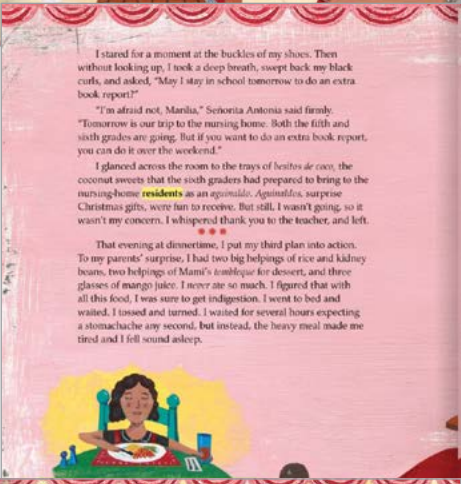 I stared for a moment at the buckles of my shoes. Then
without looking up, I took a deep breath, swept back my black
curls, and asked, "May I stay in school tomorrow to do an extra
book report?"
"I'm afraid not, Marilia," Señorita Antonia said firmly.
"Tomorrow is our trip to the nursing home. Both the fifth and
sixth grades are going. But if you want to do an extra book report,
you can do it over the weekend."
I glanced across the room to the trays of besitos de coco, the
coconut sweets that the sixth graders had prepared to bring to the
nursing-home residents as an aguinaldo. Aguinaldos, surprise
Christmas gifts, were fun to receive. But still, I wasn't going, so it
wasn't my concern. I whispered thank you to the teacher, and left.
That evening at dinnertime, I put my third plan into action.
To my parents' surprise, I had two big helpings of rice and kidney
beans, two helpings of Mami's tembleque for dessert, and three
glasses of mango juice. I never ate so much. I figured that with
all this food, I was sure to get indigestion. I went to bed and
waited. I tossed and turned. I waited for several hours expecting
a stomachache any second, but instead, the heavy meal made me
tired and I fell sound asleep.